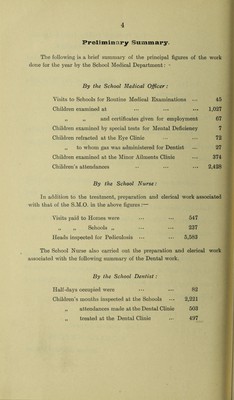 4
Preliminary Summary.
The following is a brief summary of the principal figures of the work
done for the year by the School Medical Department: -
By the School Medical Officer:
Visits to Schools for Routine Medical Examinations ... 45
Children examined at ... ... ... 1,037
„ „ and certificates given for employment 67
Children examined by special tests for Mental Deficiency 7
Children refracted at the Eye Clinic ... ... 72
„ to whom gas was administered for Dentist ... 37
Children examined at the Minor Ailments Clinic ... 374
Children's attendances ... ... ... 3,498
By the School Nurse:
In addition to the treatment, preparation and clerical work associated
with that of the S.M.O. in the above figures:—
Visits paid to Homes were ... ... 547
„ „ Schools „ ... ... 337
Heads inspected for Pediculosis ... ... 5,582
The School Nurse also carried out the preparation and clerical work
associated with the following summary of the Dental work.
By the School Dentist:
Half-days occupied were ... ... 82
Children's mouths inspected at the Schools ... 2,221
„ attendances made at the Dental Clinic 503
„ treated at the Dental Clinic ... 497